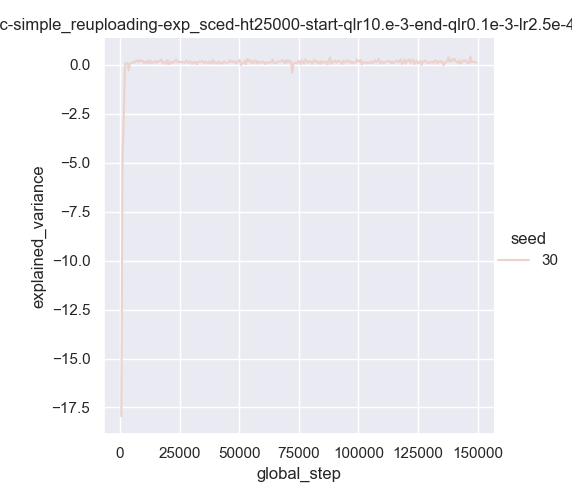 c-simple_reuploading-exp_sced-ht25000-start-qlr10.e-3-end-qlr0.1e-3-lr2.5e-4
0.0
−2.5
−5.0
−7.5
−10.0
−12.5
−15.0
−17.5
explained_variance
0 25000 50000 75000 100000 125000 150000
global_step
seed
30